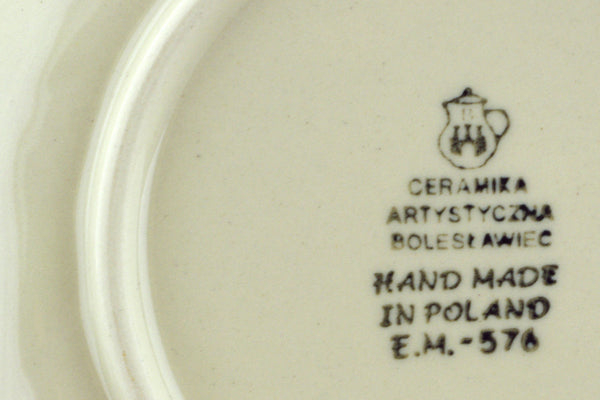 B
CERAMIKA
ARTYSTYCZNA
BOLESŁAWIEC
HAND MADE
IN POLAND
E.M.-576